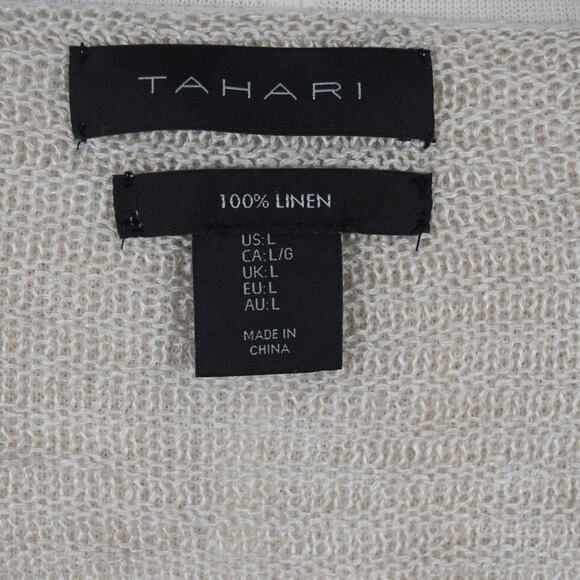 TAHARI
100% LINEN
US: L
CA: L/G
UK: L
EU: L
AU: L
MADE IN
CHINA